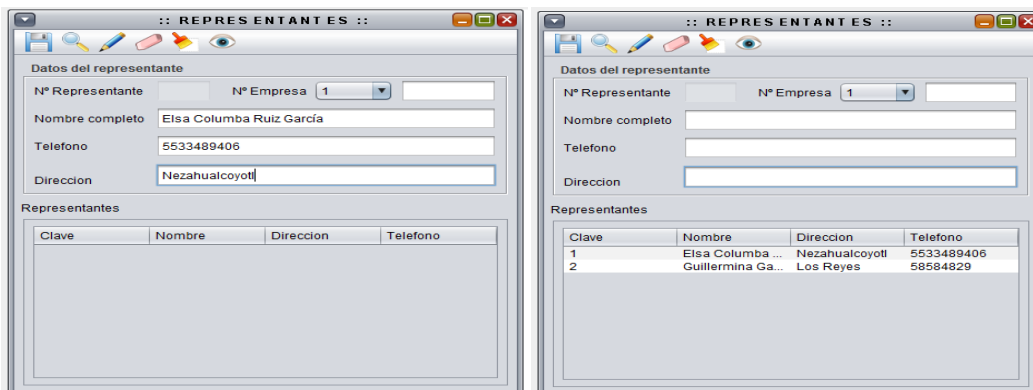 :: REPRESENTANTES ::
Datos del representante
Nº Representante Nº Empresa 1
Nombre completo Elsa Columba Ruiz García
Telefono 5533489406
Direccion Nezahualcoyotl
Representantes
Clave Nombre Direccion Telefono
:: REPRESENTANTES ::
Datos del representante
Nº Representante Nº Empresa 1
Nombre completo
Telefono
Direccion
Representantes
Clave Nombre Direccion Telefono
1 Elsa Columba ... Nezahualcoyotl 5533489406
2 Guillermina Ga... Los Reyes 58584829